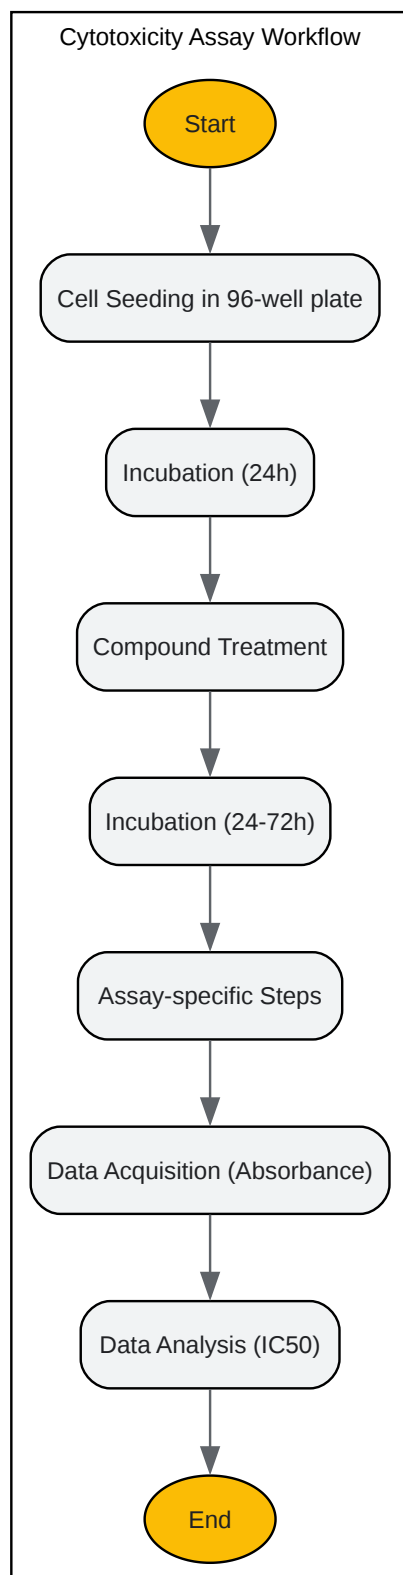 Cytotoxicity Assay Workflow
Start
Cell Seeding in 96-well plate
Incubation (24h)
Compound Treatment
Incubation (24-72h)
Assay-specific Steps
Data Acquisition (Absorbance)
Data Analysis (IC50)
End